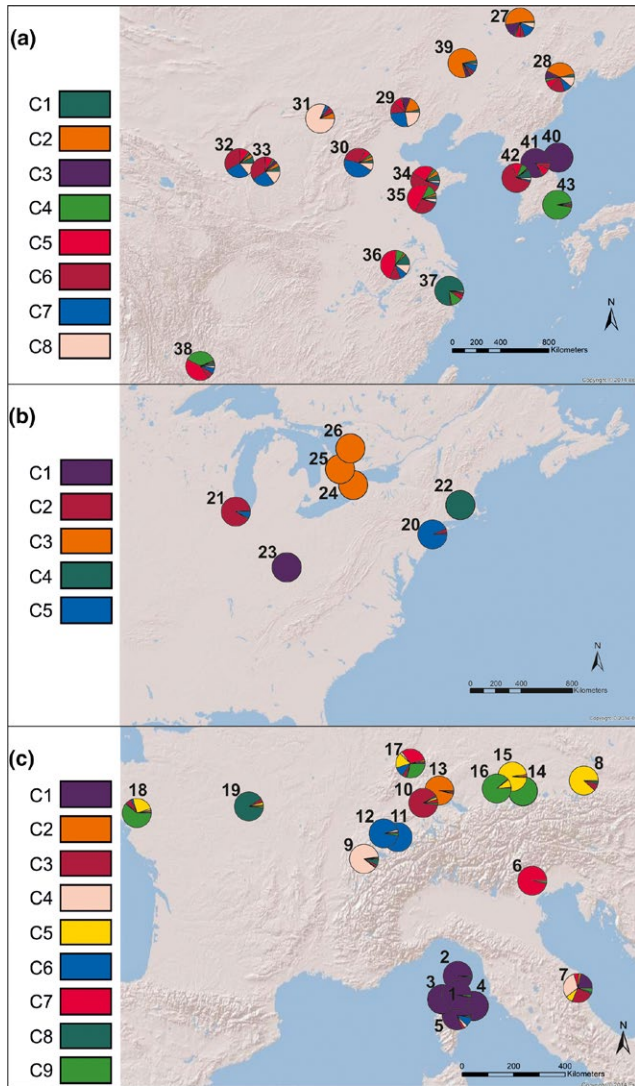 (a)
C1
C2
C3
C4
C5
C6
C7
C8
27
39
28
31
29
32
33
30
34
35
42
41
40
43
36
37
38
N
0 200 400 800
Kilometers
(b)
C1
C2
C3
C4
C5
26
25
24
21
22
20
23
N
0 200 400 800
Kilometers
(c)
C1
C2
C3
C4
C5
C6
C7
C8
C9
17
18
19
10
13
16
15
14
8
12
11
9
6
2
3
1
4
5
7
N
0 200 400
Kilometers